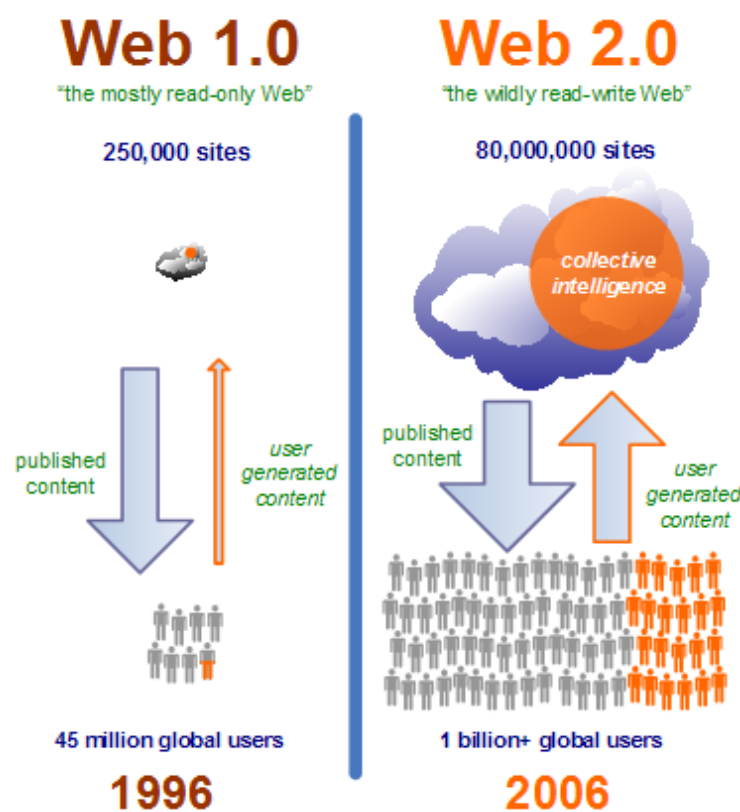 Web 1.0
“the mostly read-only Web”
250,000 sites
published
content
user
generated
content
45 million global users
1996
Web 2.0
“the wildly read-write Web”
80,000,000 sites
collective
intelligence
published
content
user
generated
content
1 billion+ global users
2006